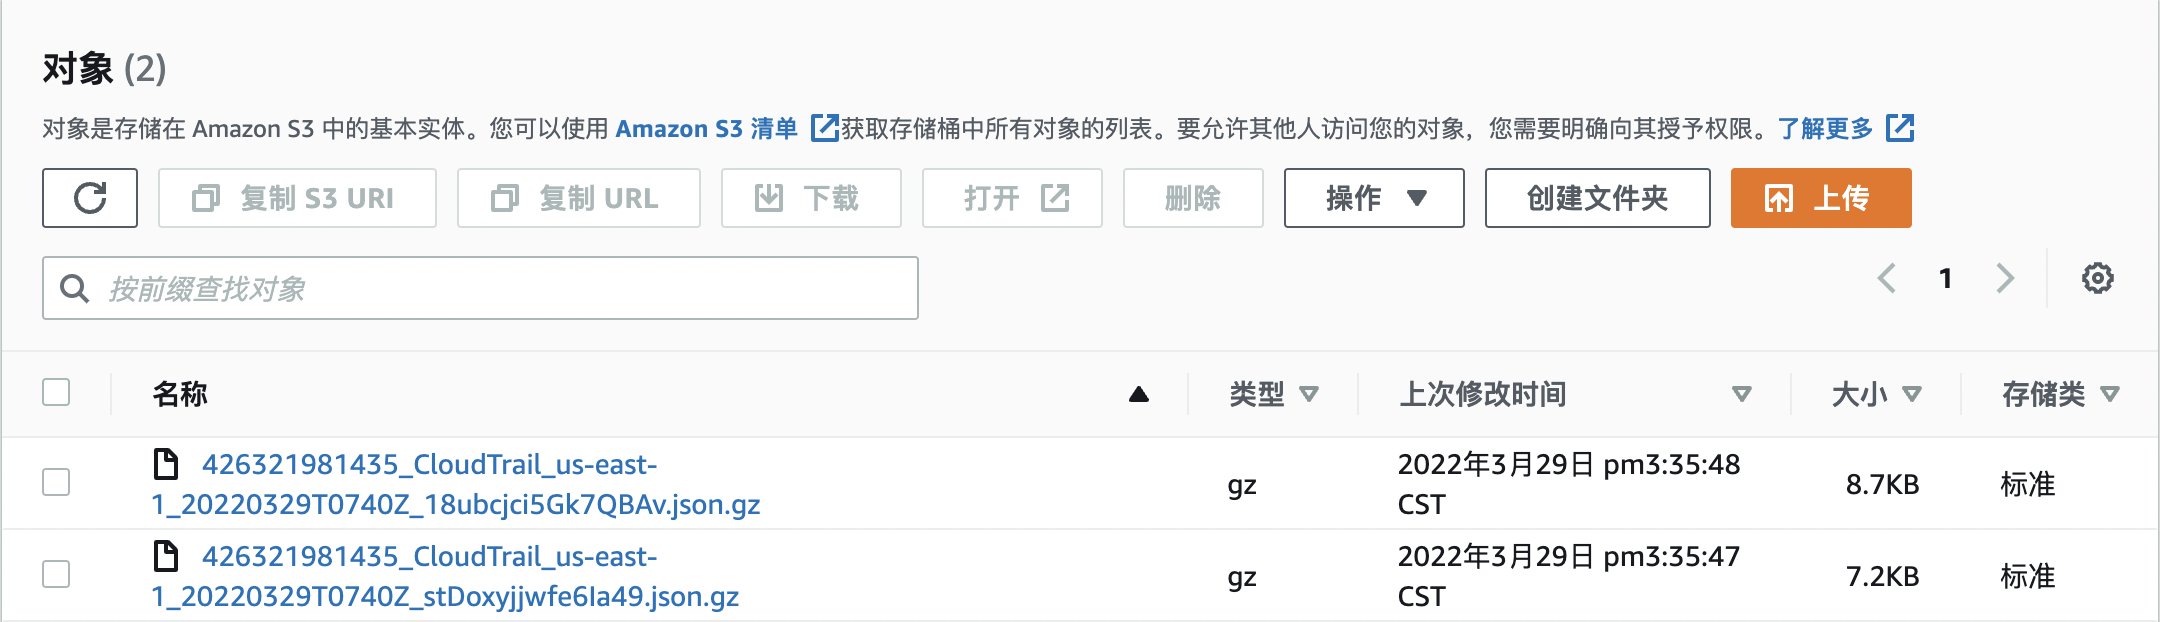 对象 (2)
对象是存储在 Amazon S3 中的基本实体。您可以使用 Amazon S3 清单 获取存储桶中所有对象的列表。要允许其他人访问您的对象，您需要明确向其授予权限。了解更多
复制 S3 URI 复制 URL 下载 打开 删除 操作 创建文件夹 上传
按前缀查找对象 1
名称 类型 上次修改时间 大小 存储类
426321981435_CloudTrail_us-east- 2022年3月29日 pm3:35:48
1_20220329T0740Z_18ubcjci5Gk7QBAv.json.gz gz CST 8.7KB 标准
426321981435_CloudTrail_us-east- 2022年3月29日 pm3:35:47
1_20220329T0740Z_stDoxyjjwfe6Ia49.json.gz gz CST 7.2KB 标准